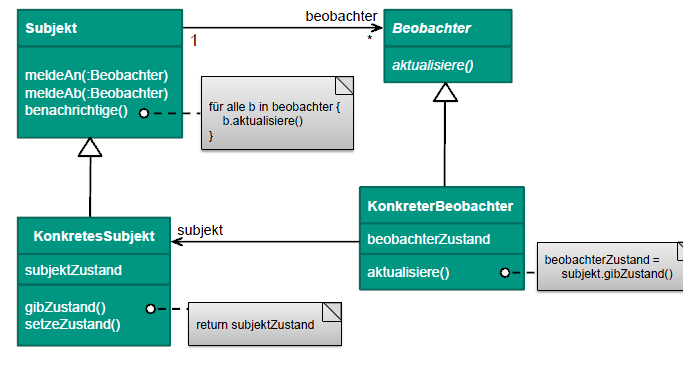 beobachter
Subjekt
1
*
Beobachter
meldeAn(:Beobachter)
meldeAb(:Beobachter)
benachrichtige()
aktualisiere()
für alle b in beobachter {
b.aktualisiere()
}
KonkretesSubjekt
subjektZustand
gibZustand()
setzeZustand()
subjekt
KonkreterBeobachter
beobachterZustand
aktualisiere()
beobachterZustand =
subjekt.gibZustand()
return subjektZustand